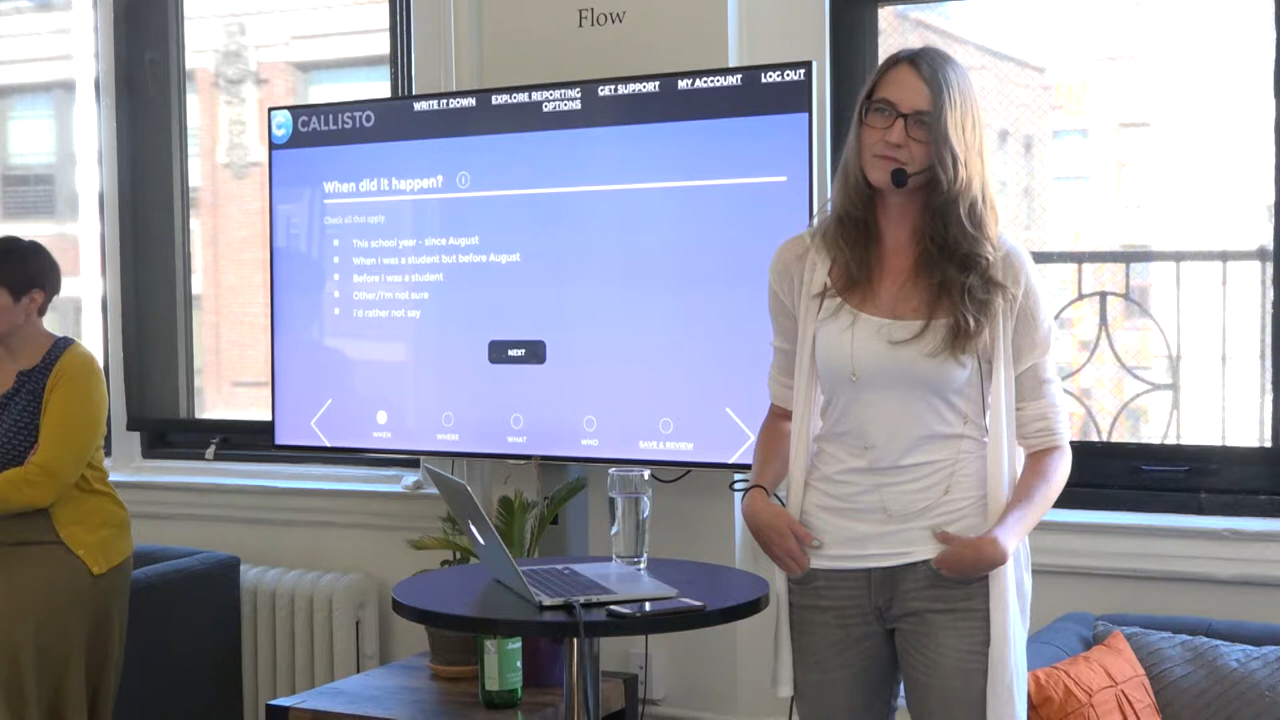 Flow
WRITE IT DOWN
EXPLORE REPORTING
OPTIONS
GET SUPPORT
MY ACCOUNT
LOG OUT
CALLISTO
When did it happen?
Check all that apply.
This school year - since August
When I was a student but before August
Before I was a student
Other/I'm not sure
I'd rather not say
NEXT
WHEN
WHERE
WHAT
WHO
SAVE & REVIEW